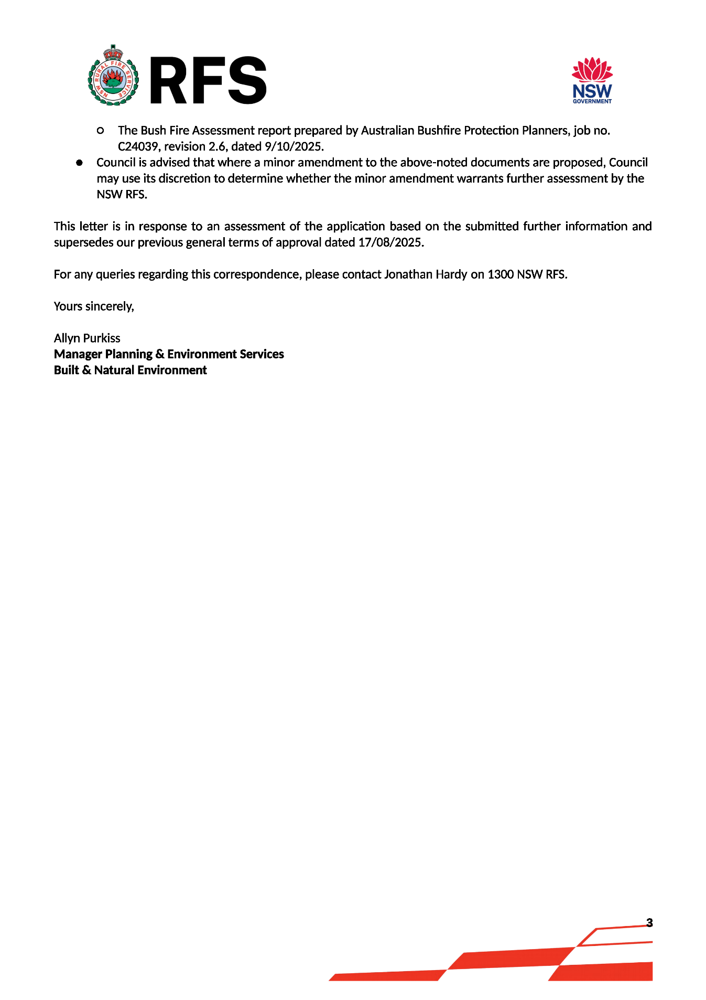 NSW RURAL FIRE SERVICE
RFS
NSW
GOVERNMENT
The Bush Fire Assessment report prepared by Australian Bushfire Protection Planners, job no.
C24039, revision 2.6, dated 9/10/2025.
Council is advised that where a minor amendment to the above-noted documents are proposed, Council
may use its discretion to determine whether the minor amendment warrants further assessment by the
NSW RFS.
This letter is in response to an assessment of the application based on the submitted further information and
supersedes our previous general terms of approval dated 17/08/2025.
For any queries regarding this correspondence, please contact Jonathan Hardy on 1300 NSW RFS.
Yours sincerely,
Allyn Purkiss
Manager Planning & Environment Services
Built & Natural Environment
3